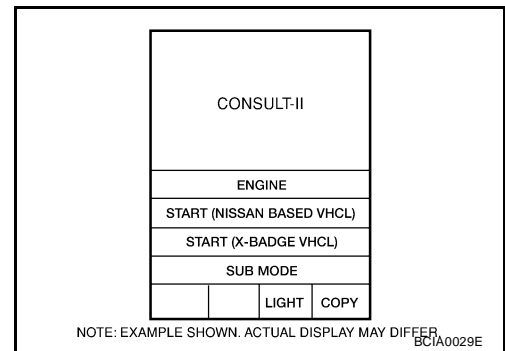 CONSULT-II
ENGINE
START (NISSAN BASED VHCL)
START (X-BADGE VHCL)
SUB MODE
LIGHT COPY
NOTE: EXAMPLE SHOWN. ACTUAL DISPLAY MAY DIFFER.
BCIA0029E